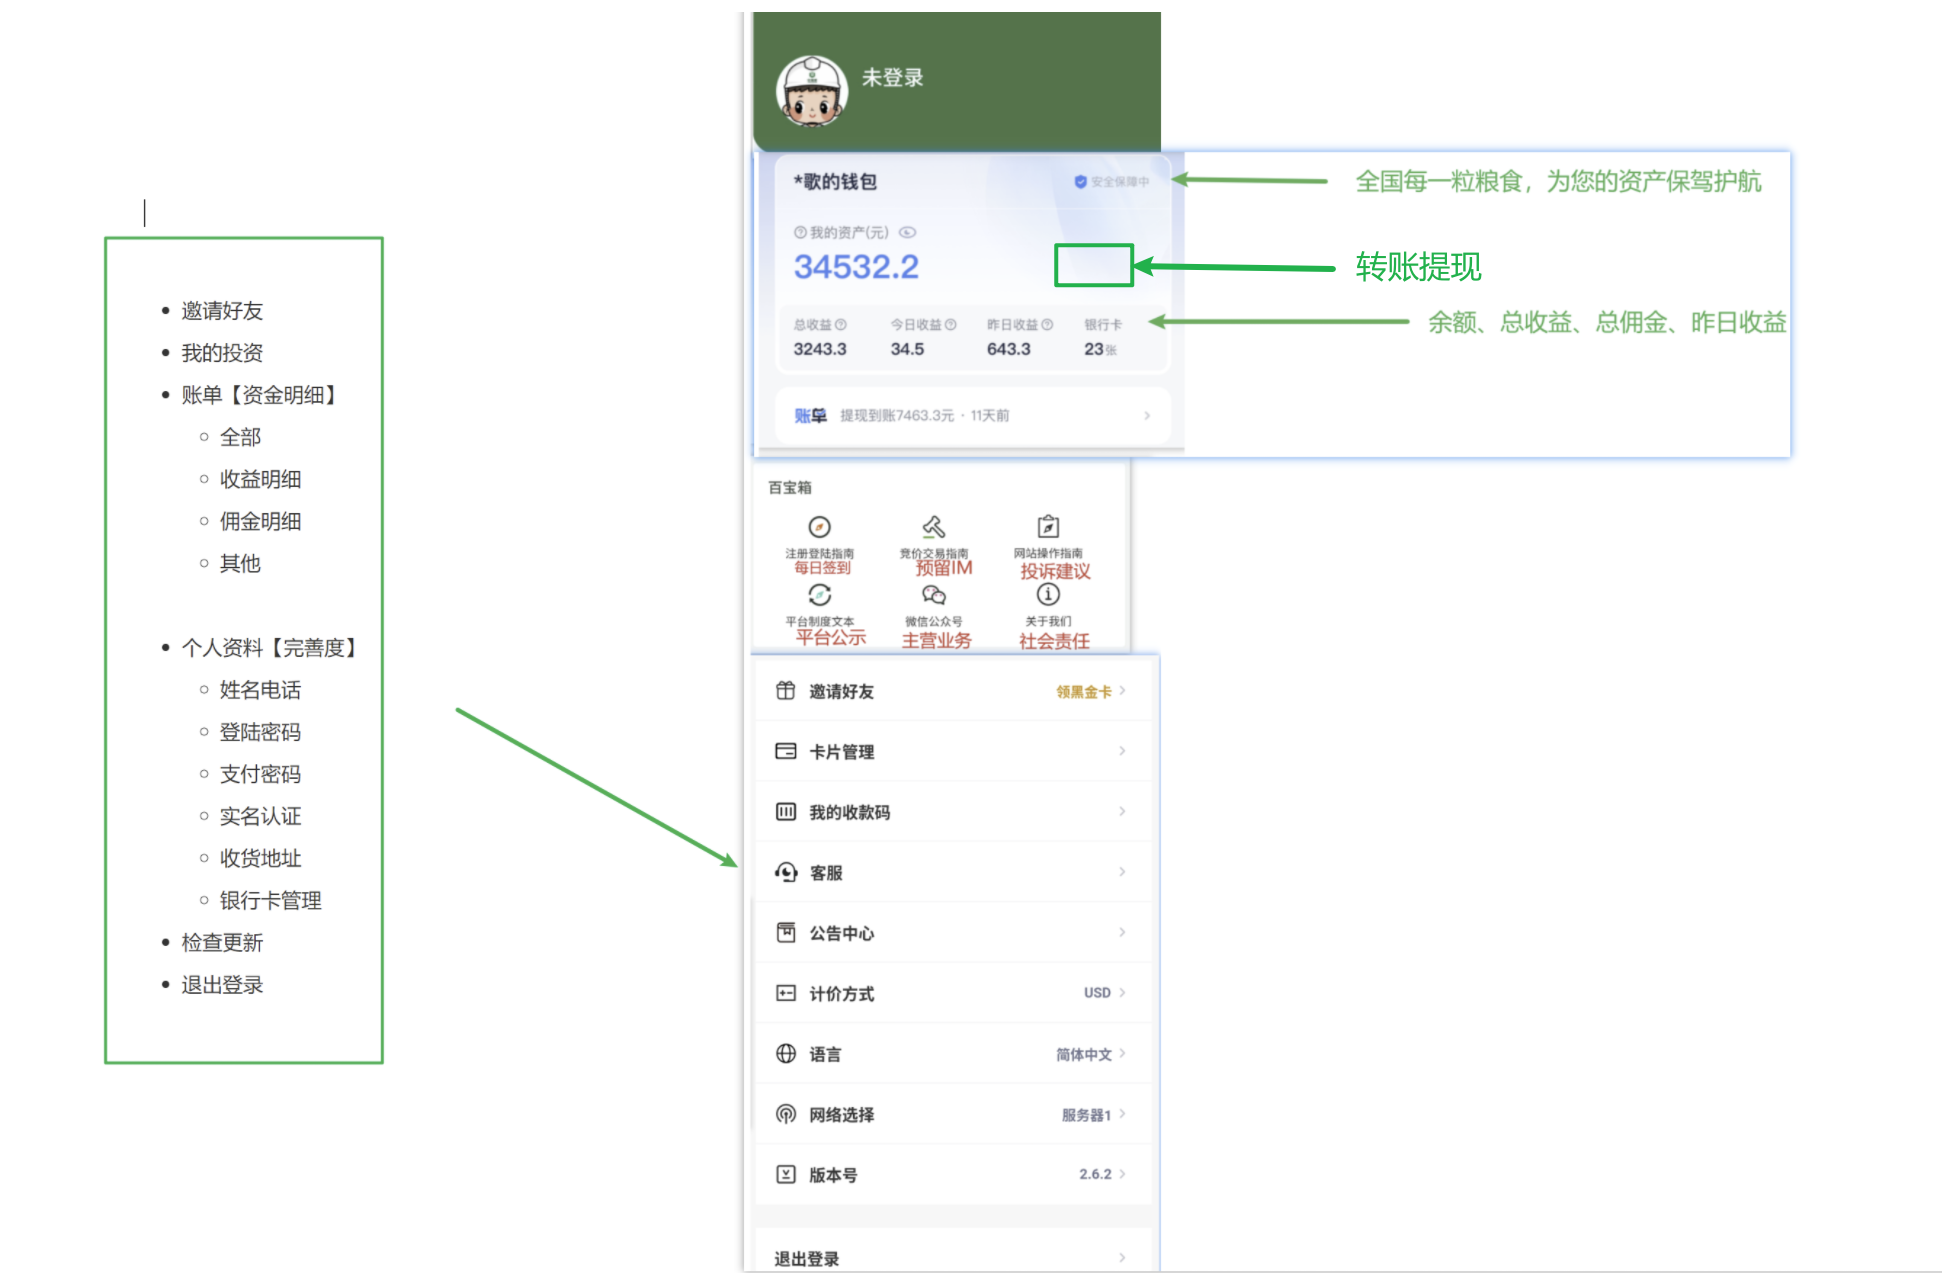 邀请好友
我的投资
账单【资金明细】
全部
收益明细
佣金明细
其他
个人资料【完善度】
姓名电话
登陆密码
支付密码
实名认证
收货地址
银行卡管理
检查更新
退出登录
未登录
*歌的钱包
安全保障中
全国每一粒粮食，为您的资产保驾护航
我的资产(元)
34532.2
转账提现
总收益 今日收益 昨日收益 银行卡
3243.3 34.5 643.3 23张
余额、总收益、总佣金、昨日收益
账单 提现到账7463.3元 · 11天前
百宝箱
注册登陆指南 竞价交易指南 网站操作指南
每日签到 预留IM 投诉建议
平台制度文本 微信公众号 关于我们
平台公示 主营业务 社会责任
邀请好友 领黑金卡
卡片管理
我的收款码
客服
公告中心
计价方式 USD
语言 简体中文
网络选择 服务器1
版本号 2.6.2
退出登录